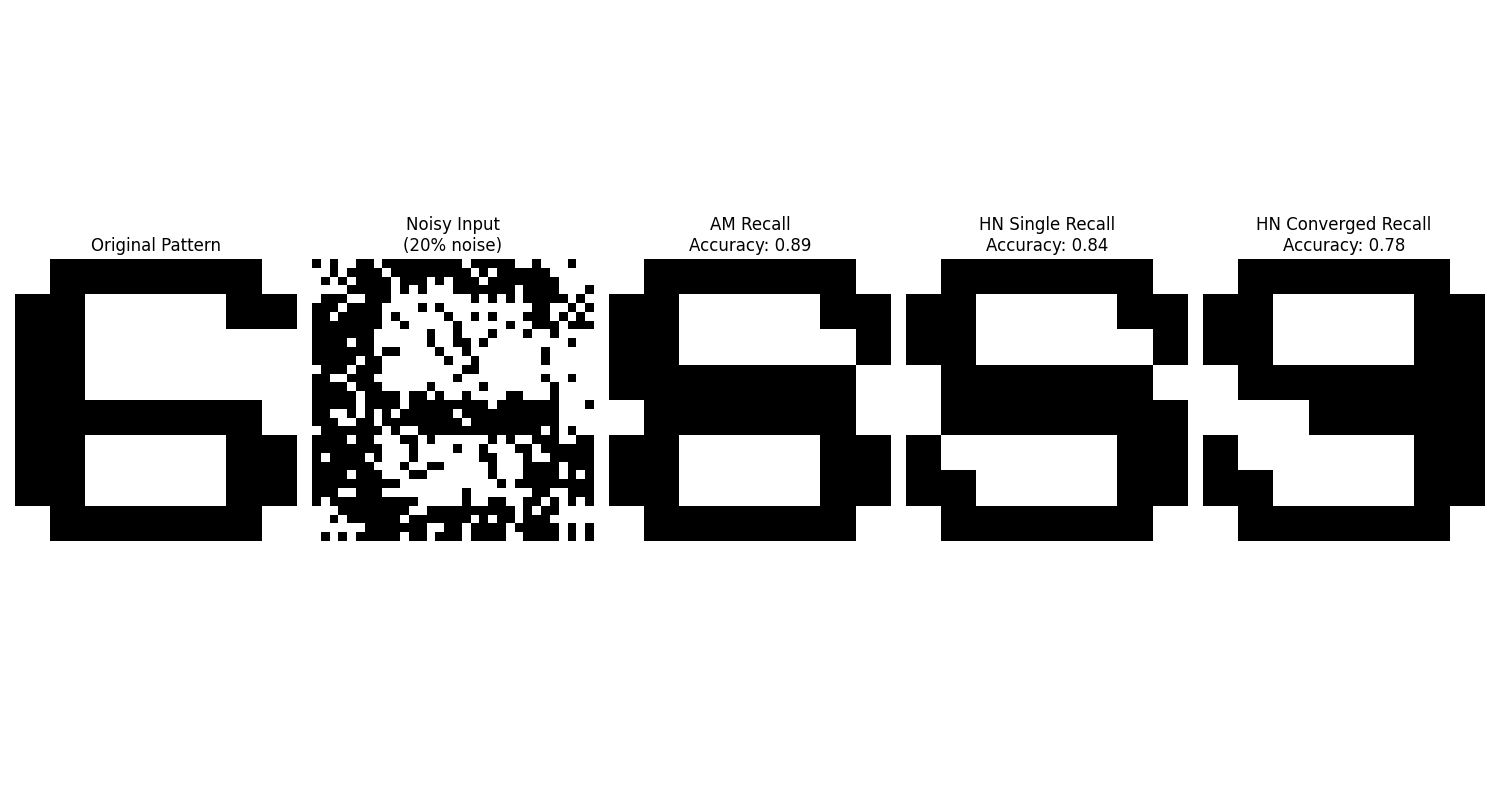 Original Pattern
Noisy Input
(20% noise)
AM Recall
Accuracy: 0.89
HN Single Recall
Accuracy: 0.84
HN Converged Recall
Accuracy: 0.78